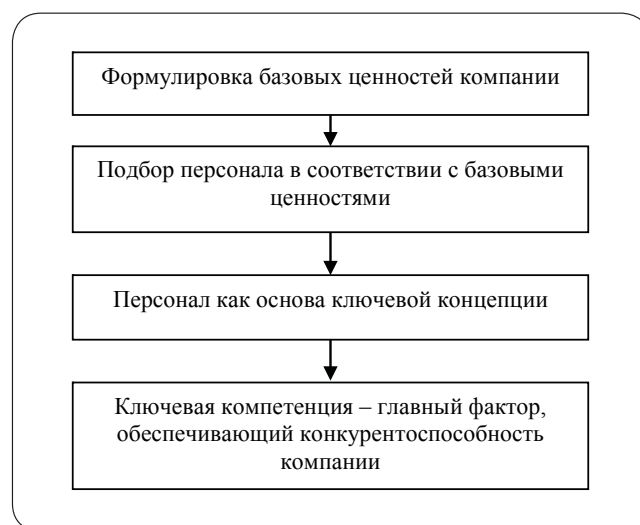 Формулировка базовых ценностей компании
Подбор персонала в соответствии с базовыми
ценностями
Персонал как основа ключевой концепции
Ключевая компетенция – главный фактор,
обеспечивающий конкурентоспособность
компании